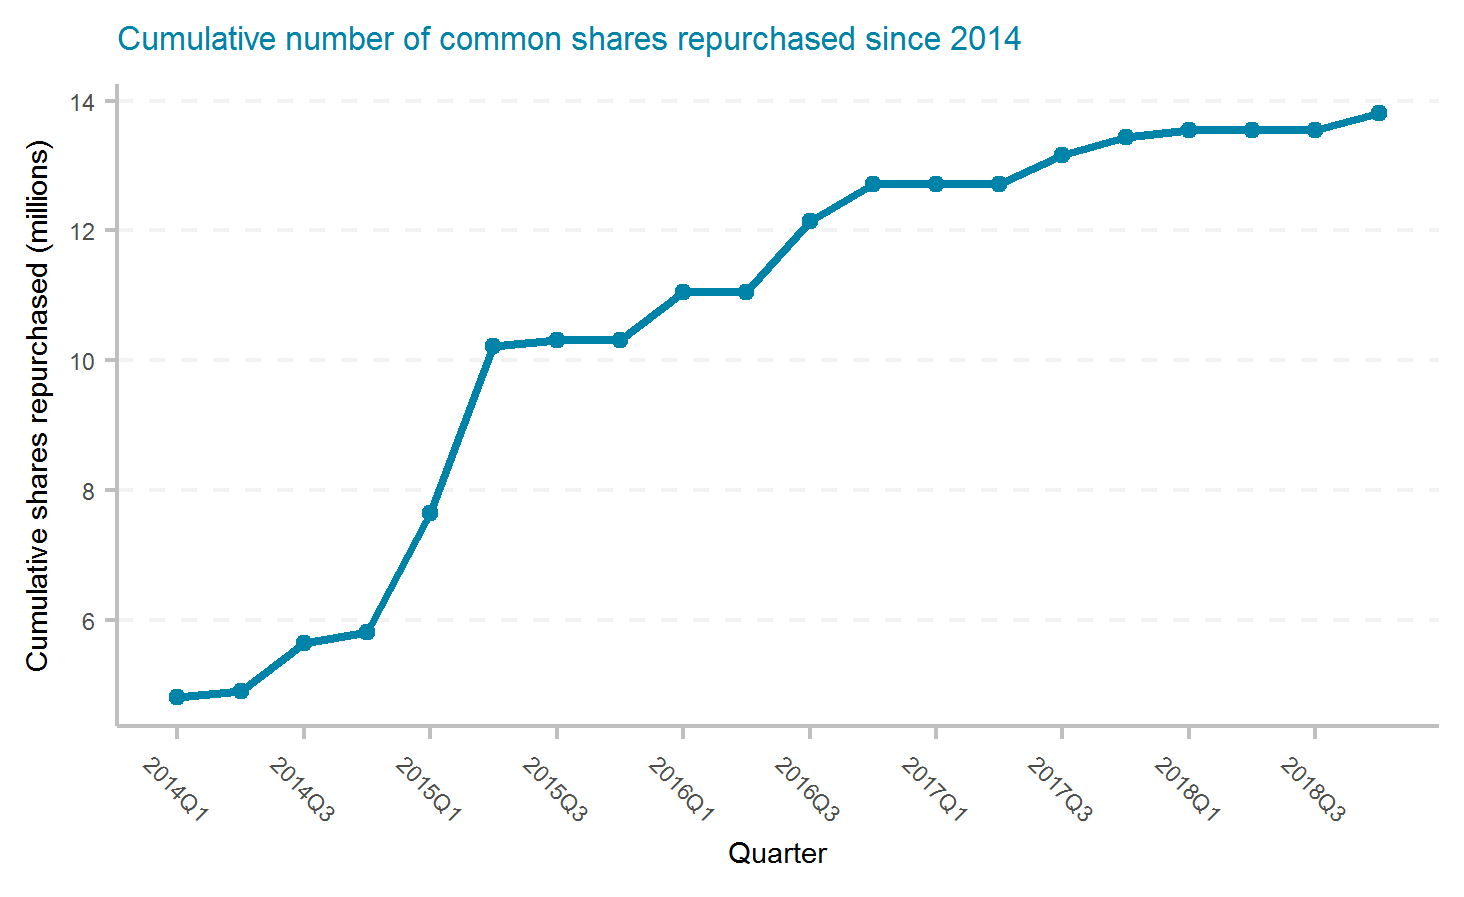 Cumulative number of common shares repurchased since 2014
Cumulative shares repurchased (millions)
14
12
10
8
6
2014Q1
2014Q3
2015Q1
2015Q3
2016Q1
2016Q3
2017Q1
2017Q3
2018Q1
2018Q3
Quarter